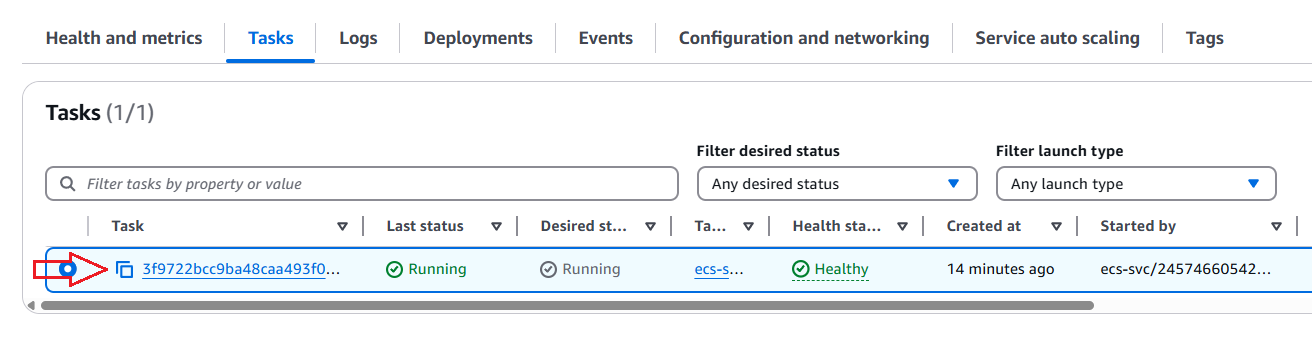 Health and metrics Tasks Logs Deployments Events Configuration and networking Service auto scaling Tags
Tasks (1/1)
Filter desired status Filter launch type
Filter tasks by property or value Any desired status Any launch type
Task Last status Desired st... Ta... Health sta... Created at Started by
3f9722bcc9ba48caa493f0... Running Running ecs-s... Healthy 14 minutes ago ecs-svc/24574660542...